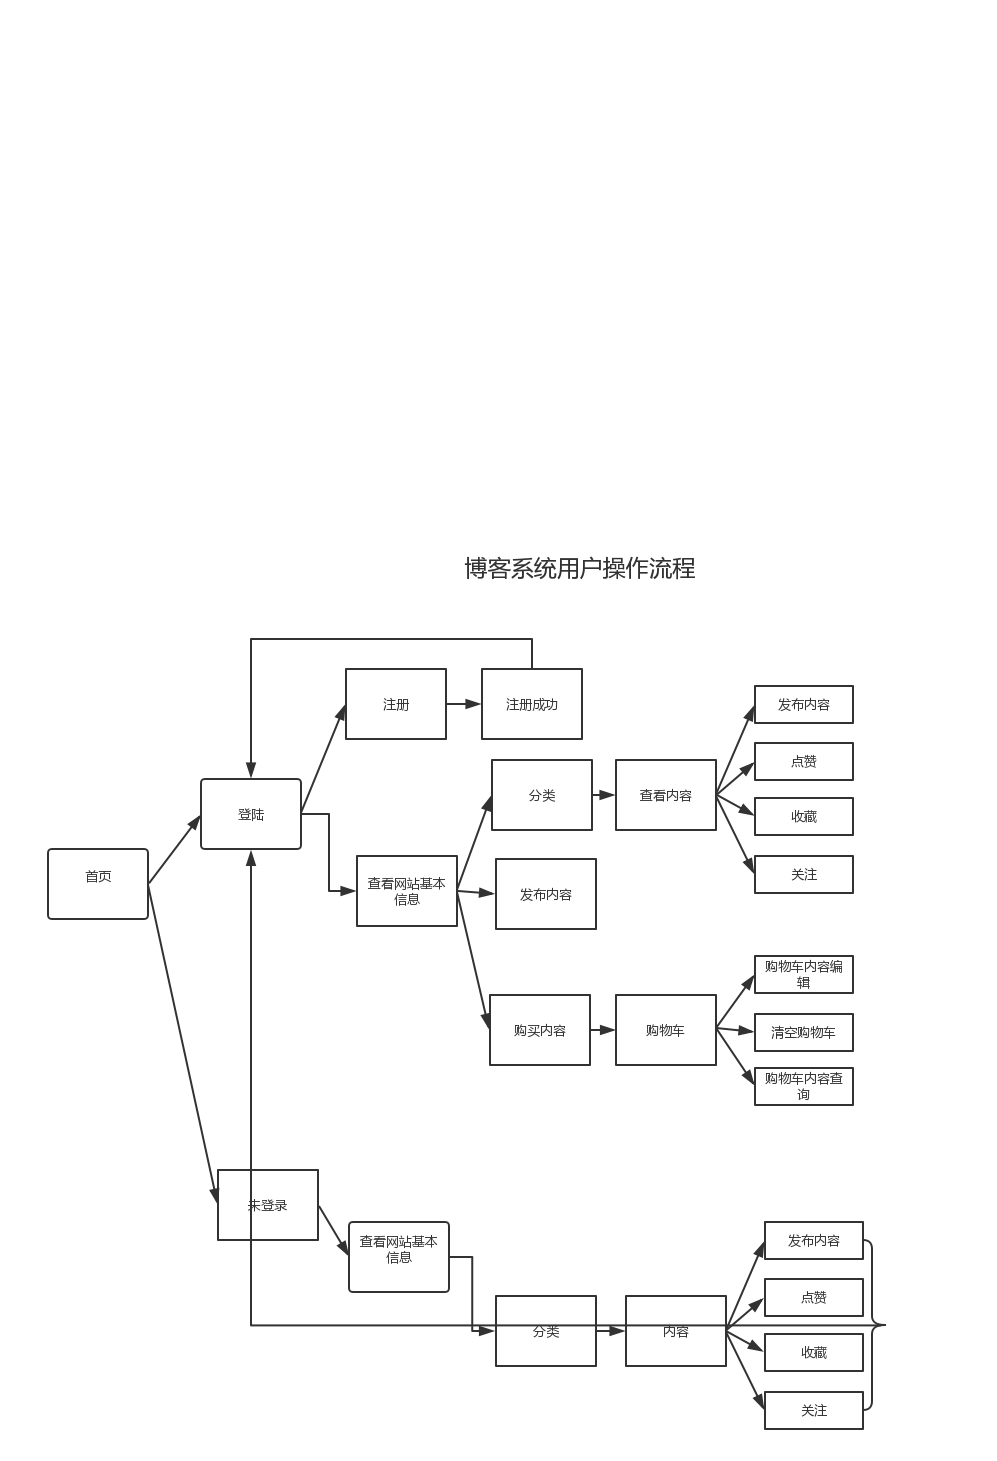 博客系统用户操作流程
注册
注册成功
发布内容
点赞
分类
查看内容
收藏
登陆
关注
首页
查看网站基本
信息
发布内容
购物车内容编
辑
购买内容
购物车
清空购物车
购物车内容查
询
未登录
查看网站基本
信息
发布内容
点赞
分类
内容
收藏
关注